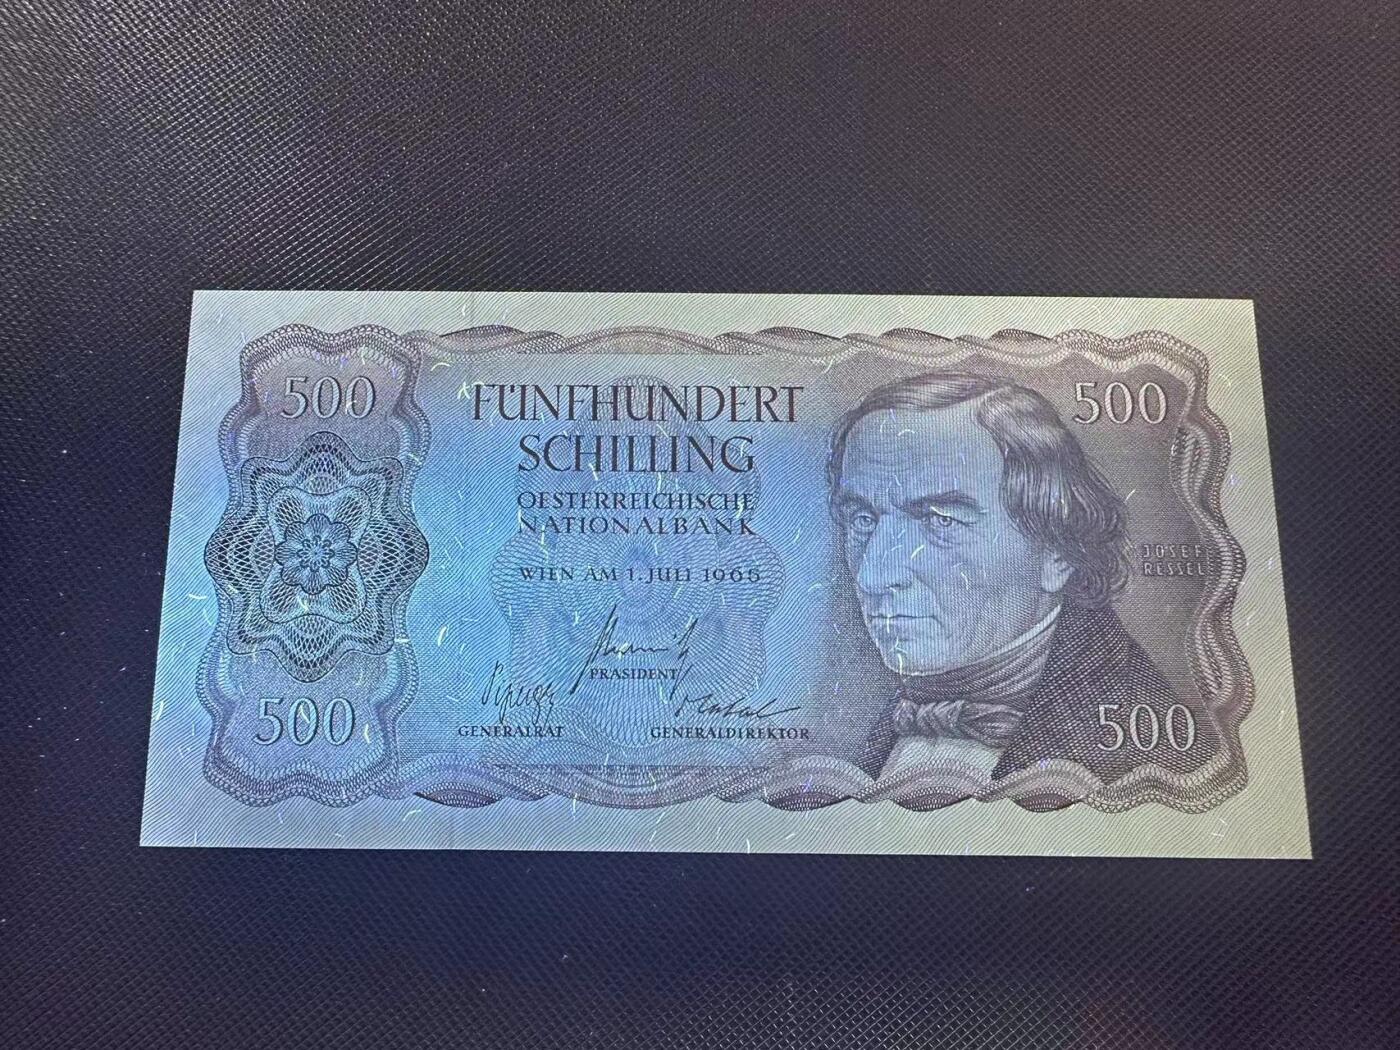 500
500
FÜNFHUNDERT
SCHILLING
OESTERREICHISCHE
NATIONALBANK
WIEN AM 1. JULI 1965
JOSEF
RESSEL
PRÄSIDENT
GENERALRAT
GENERALDIREKTOR
500
500